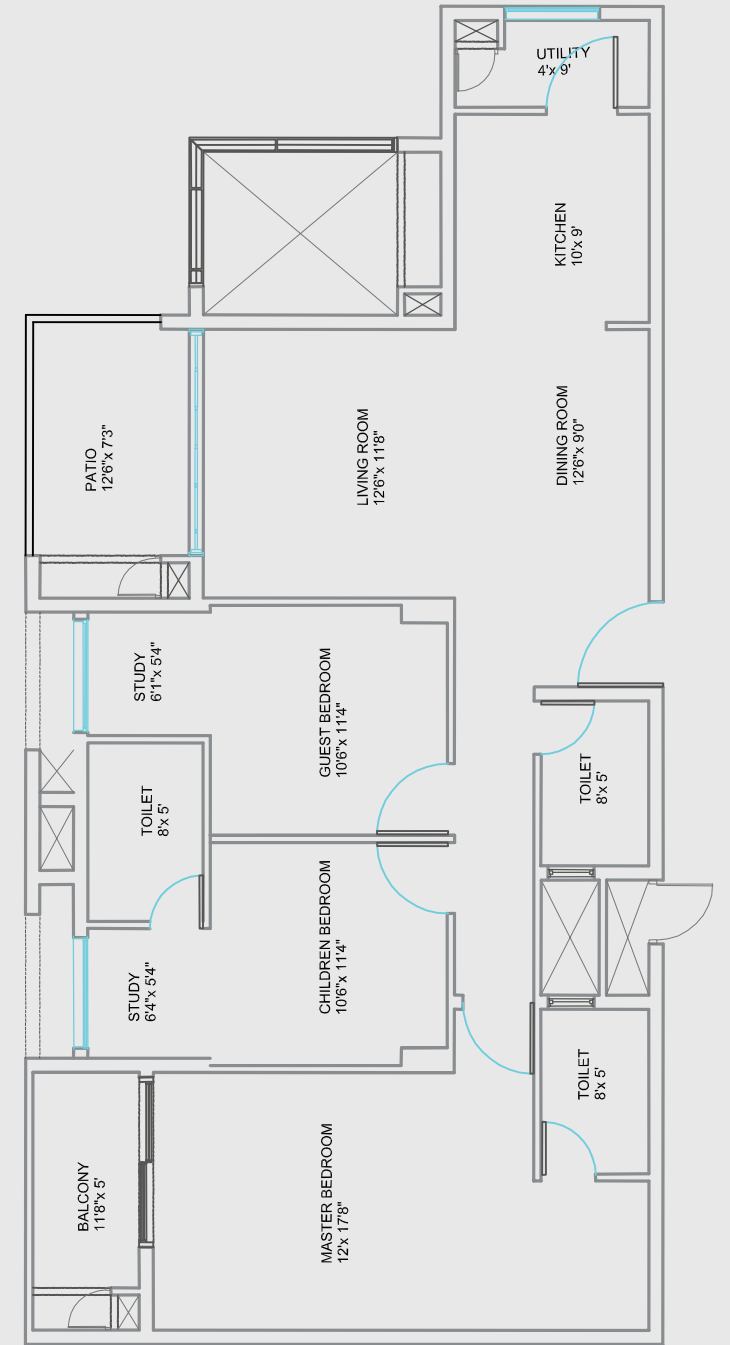 UTILITY
4'x 9'
KITCHEN
10'x 9'
PATIO
12'6"x 7'3"
LIVING ROOM
12'6"x 11'8"
DINING ROOM
12'6"x 9'0"
STUDY
6'1"x 5'4"
GUEST BEDROOM
10'6"x 11'4"
TOILET
8'x 5'
TOILET
8'x 5'
STUDY
6'4"x 5'4"
CHILDREN BEDROOM
10'6"x 11'4"
TOILET
8'x 5'
BALCONY
11'8"x 5'
MASTER BEDROOM
12'x 17'8"